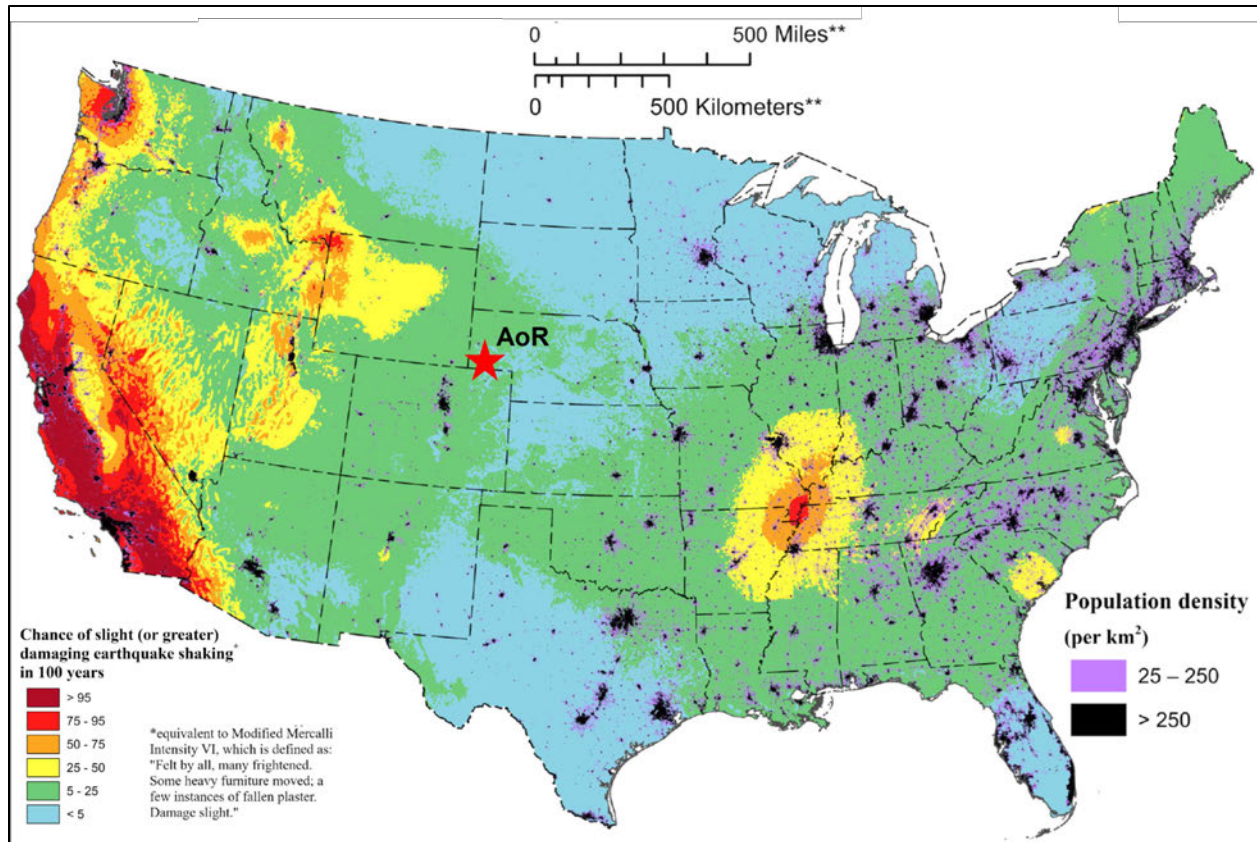 0 500 Miles**
0 500 Kilometers**
AoR
Chance of slight (or greater)
damaging earthquake shaking*
in 100 years
> 95
75 - 95
50 - 75
25 - 50
5 - 25
< 5
*equivalent to Modified Mercalli
Intensity VI, which is defined as:
"Felt by all, many frightened.
Some heavy furniture moved; a
few instances of fallen plaster.
Damage slight."
Population density
(per km²)
25 – 250
> 250